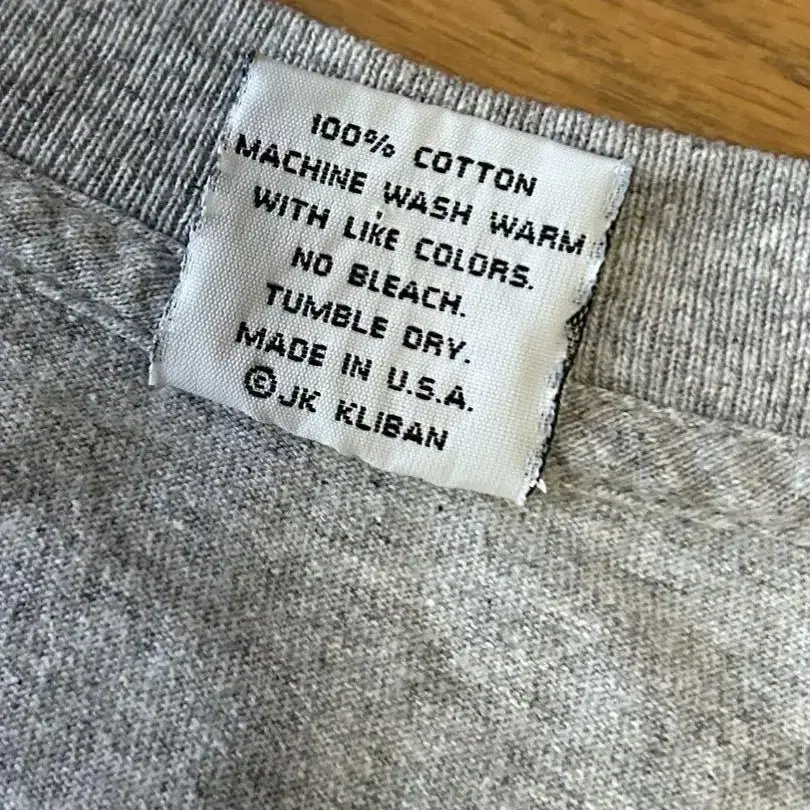 100% COTTON
MACHINE WASH WARM
WITH LIKE COLORS.
NO BLEACH.
TUMBLE DRY.
MADE IN U.S.A.
©JK KLIBAN